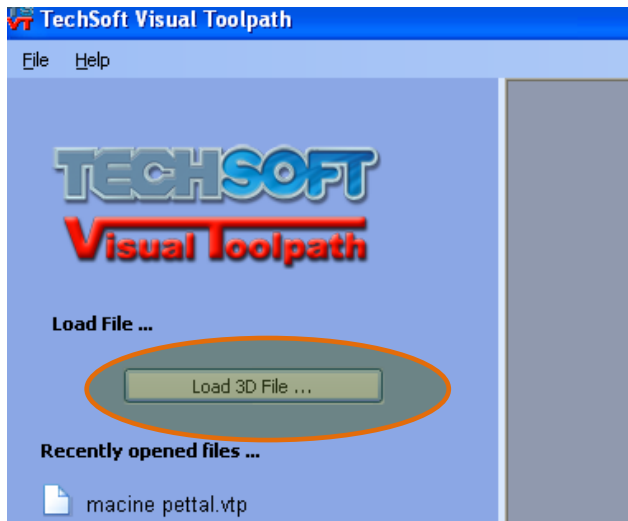 TechSoft Visual Toolpath
File Help
TECHSOFT
Visual Toolpath
Load File ...
Load 3D File ...
Recently opened files ...
macine pettal.vtp